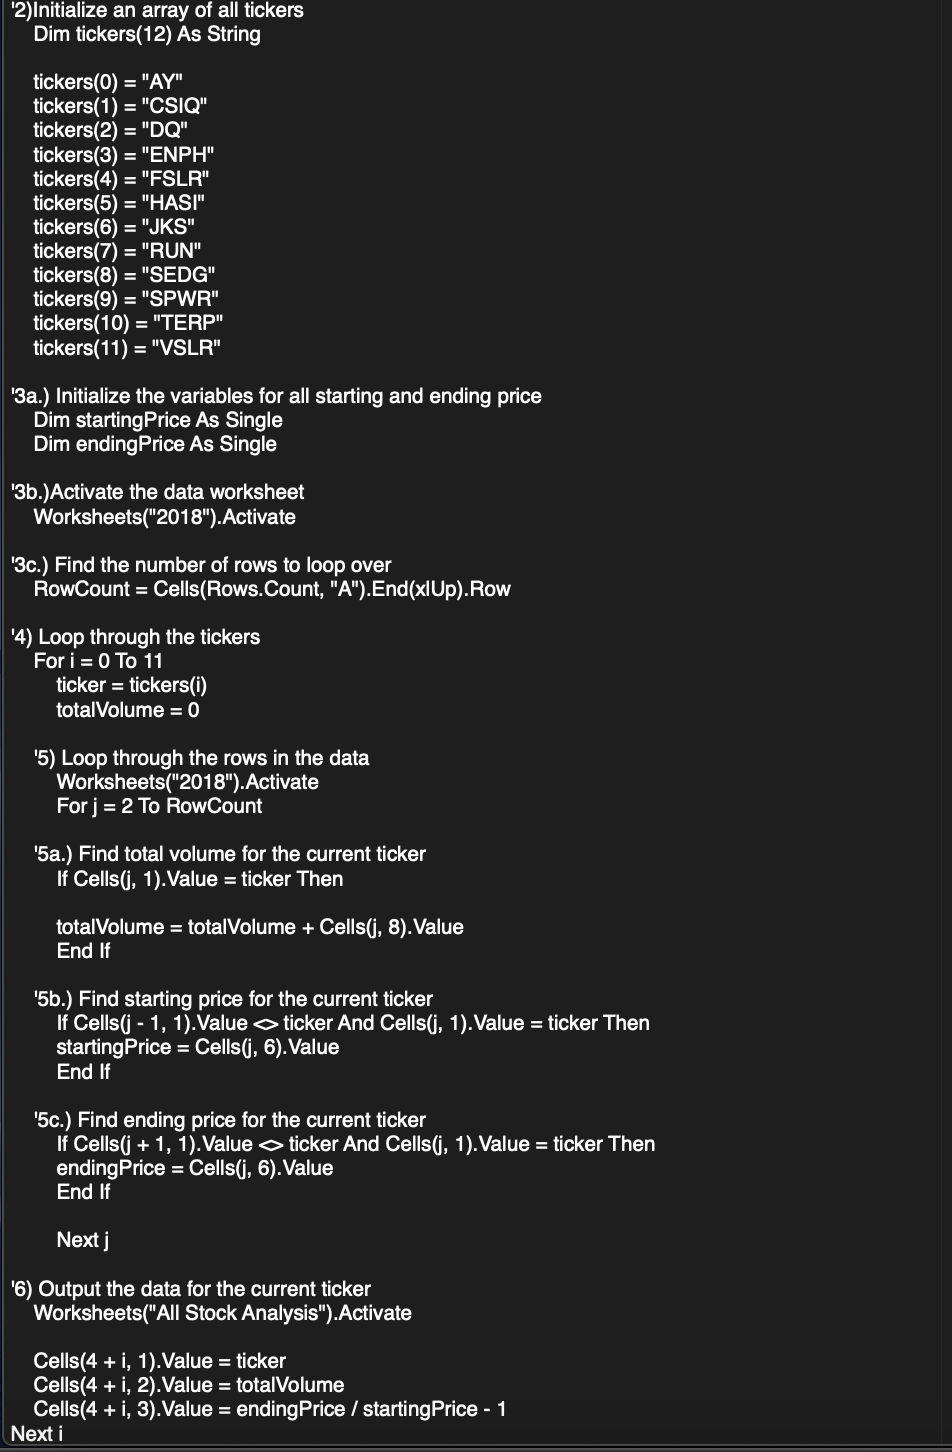 '2)Initialize an array of all tickers
Dim tickers(12) As String
tickers(0) = "AY"
tickers(1) = "CSIQ"
tickers(2) = "DQ"
tickers(3) = "ENPH"
tickers(4) = "FSLR"
tickers(5) = "HASI"
tickers(6) = "JKS"
tickers(7) = "RUN"
tickers(8) = "SEDG"
tickers(9) = "SPWR"
tickers(10) = "TERP"
tickers(11) = "VSLR"
'3a.) Initialize the variables for all starting and ending price
Dim startingPrice As Single
Dim endingPrice As Single
'3b.)Activate the data worksheet
Worksheets("2018").Activate
'3c.) Find the number of rows to loop over
RowCount = Cells(Rows.Count, "A").End(xlUp).Row
'4) Loop through the tickers
For i = 0 To 11
ticker = tickers(i)
totalVolume = 0
'5) Loop through the rows in the data
Worksheets("2018").Activate
For j = 2 To RowCount
'5a.) Find total volume for the current ticker
If Cells(j, 1).Value = ticker Then
totalVolume = totalVolume + Cells(j, 8).Value
End If
'5b.) Find starting price for the current ticker
If Cells(j - 1, 1).Value <> ticker And Cells(j, 1).Value = ticker Then
startingPrice = Cells(j, 6).Value
End If
'5c.) Find ending price for the current ticker
If Cells(j + 1, 1).Value <> ticker And Cells(j, 1).Value = ticker Then
endingPrice = Cells(j, 6).Value
End If
Next j
'6) Output the data for the current ticker
Worksheets("All Stock Analysis").Activate
Cells(4 + i, 1).Value = ticker
Cells(4 + i, 2).Value = totalVolume
Cells(4 + i, 3).Value = endingPrice / startingPrice - 1
Next i